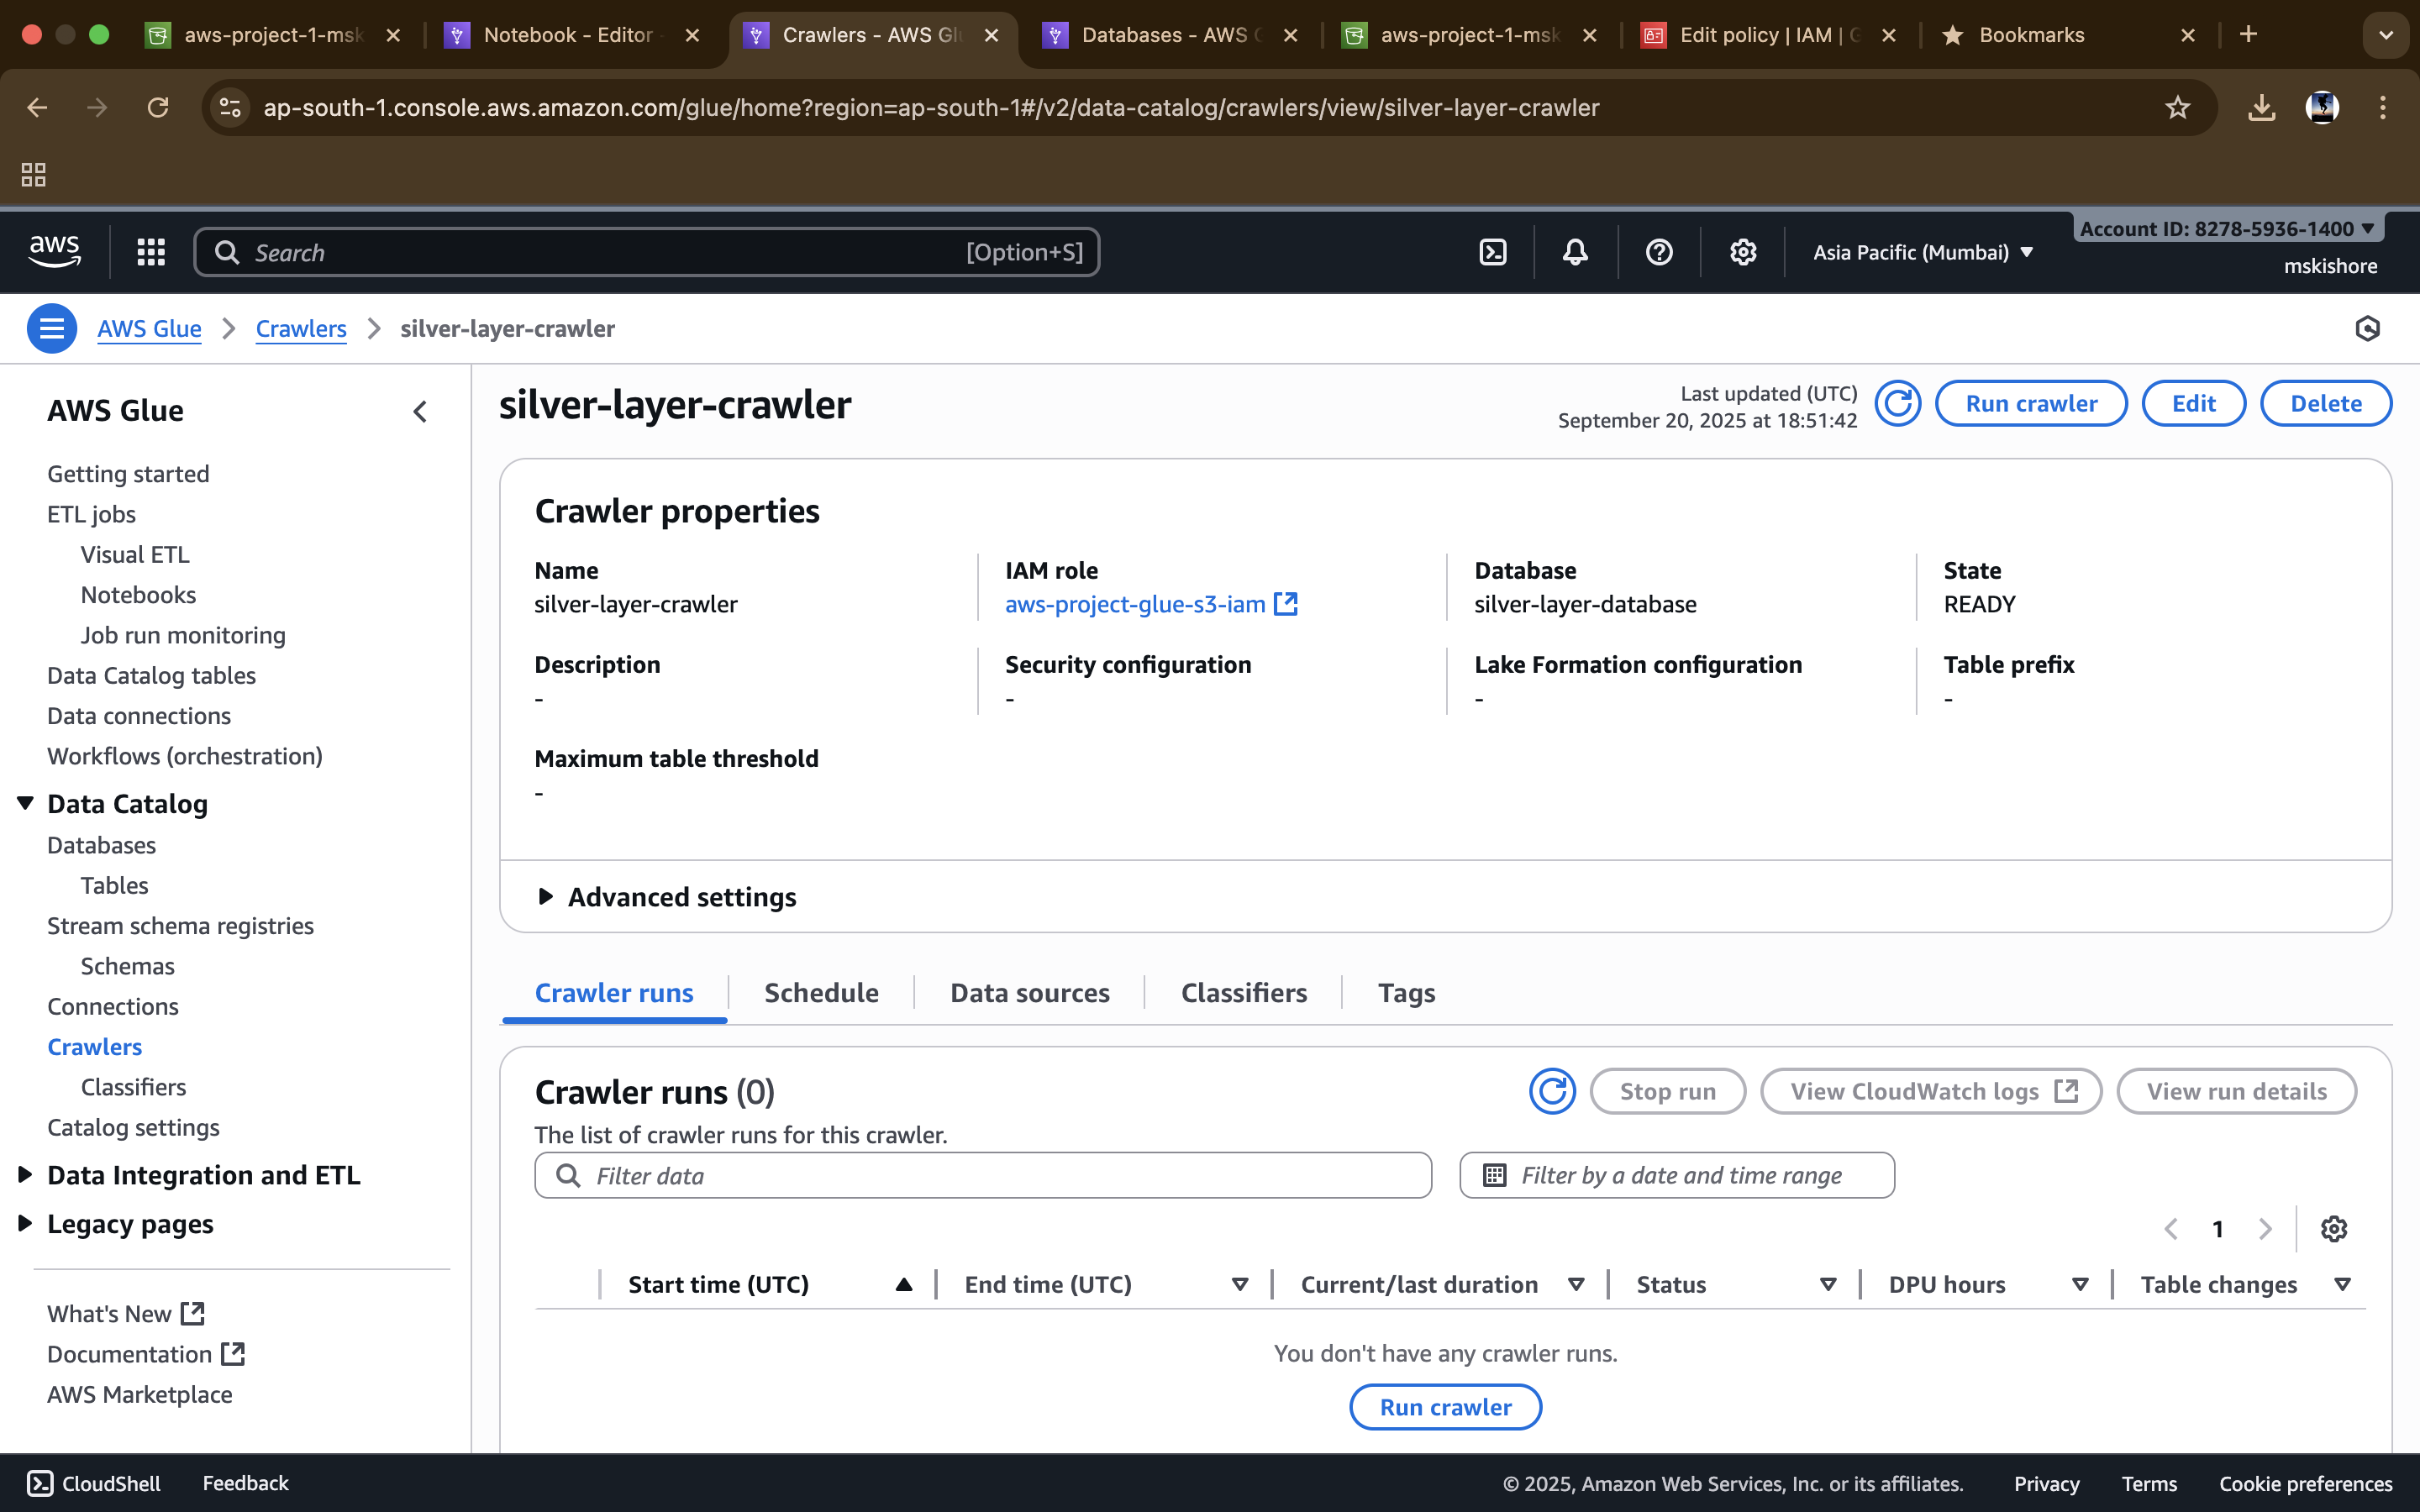 aws-project-1-msk
Notebook - Editor
Crawlers - AWS Gl
Databases - AWS G
aws-project-1-msk
Edit policy | IAM | G
Bookmarks
ap-south-1.console.aws.amazon.com/glue/home?region=ap-south-1#/v2/data-catalog/crawlers/view/silver-layer-crawler
aws
Search
[Option+S]
Asia Pacific (Mumbai)
Account ID: 8278-5936-1400
mskishore
AWS Glue
Crawlers
silver-layer-crawler
AWS Glue
Getting started
ETL jobs
Visual ETL
Notebooks
Job run monitoring
Data Catalog tables
Data connections
Workflows (orchestration)
Data Catalog
Databases
Tables
Stream schema registries
Schemas
Connections
Crawlers
Classifiers
Catalog settings
Data Integration and ETL
Legacy pages
What's New
Documentation
AWS Marketplace
silver-layer-crawler
Last updated (UTC)
September 20, 2025 at 18:51:42
Run crawler
Edit
Delete
Crawler properties
Name
silver-layer-crawler
IAM role
aws-project-glue-s3-iam
Database
silver-layer-database
State
READY
Description
-
Security configuration
-
Lake Formation configuration
-
Table prefix
-
Maximum table threshold
-
Advanced settings
Crawler runs
Schedule
Data sources
Classifiers
Tags
Crawler runs (0)
The list of crawler runs for this crawler.
Stop run
View CloudWatch logs
View run details
Filter data
Filter by a date and time range
1
Start time (UTC)
End time (UTC)
Current/last duration
Status
DPU hours
Table changes
You don't have any crawler runs.
Run crawler
CloudShell
Feedback
© 2025, Amazon Web Services, Inc. or its affiliates.
Privacy
Terms
Cookie preferences